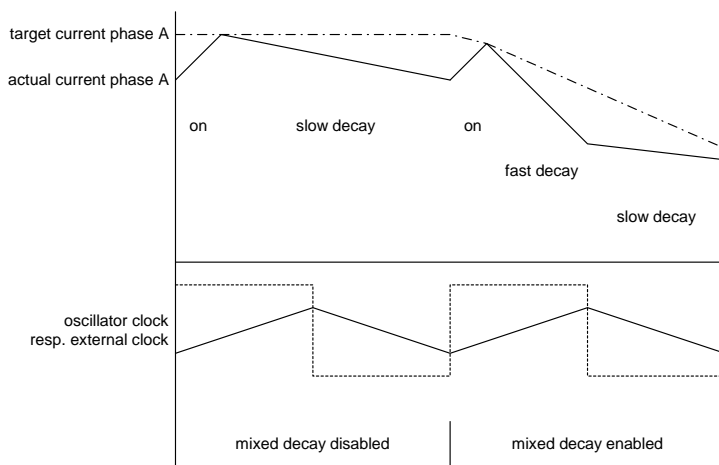 target current phase A
actual current phase A
on
slow decay
on
fast decay
slow decay
oscillator clock
resp. external clock
mixed decay disabled
mixed decay enabled